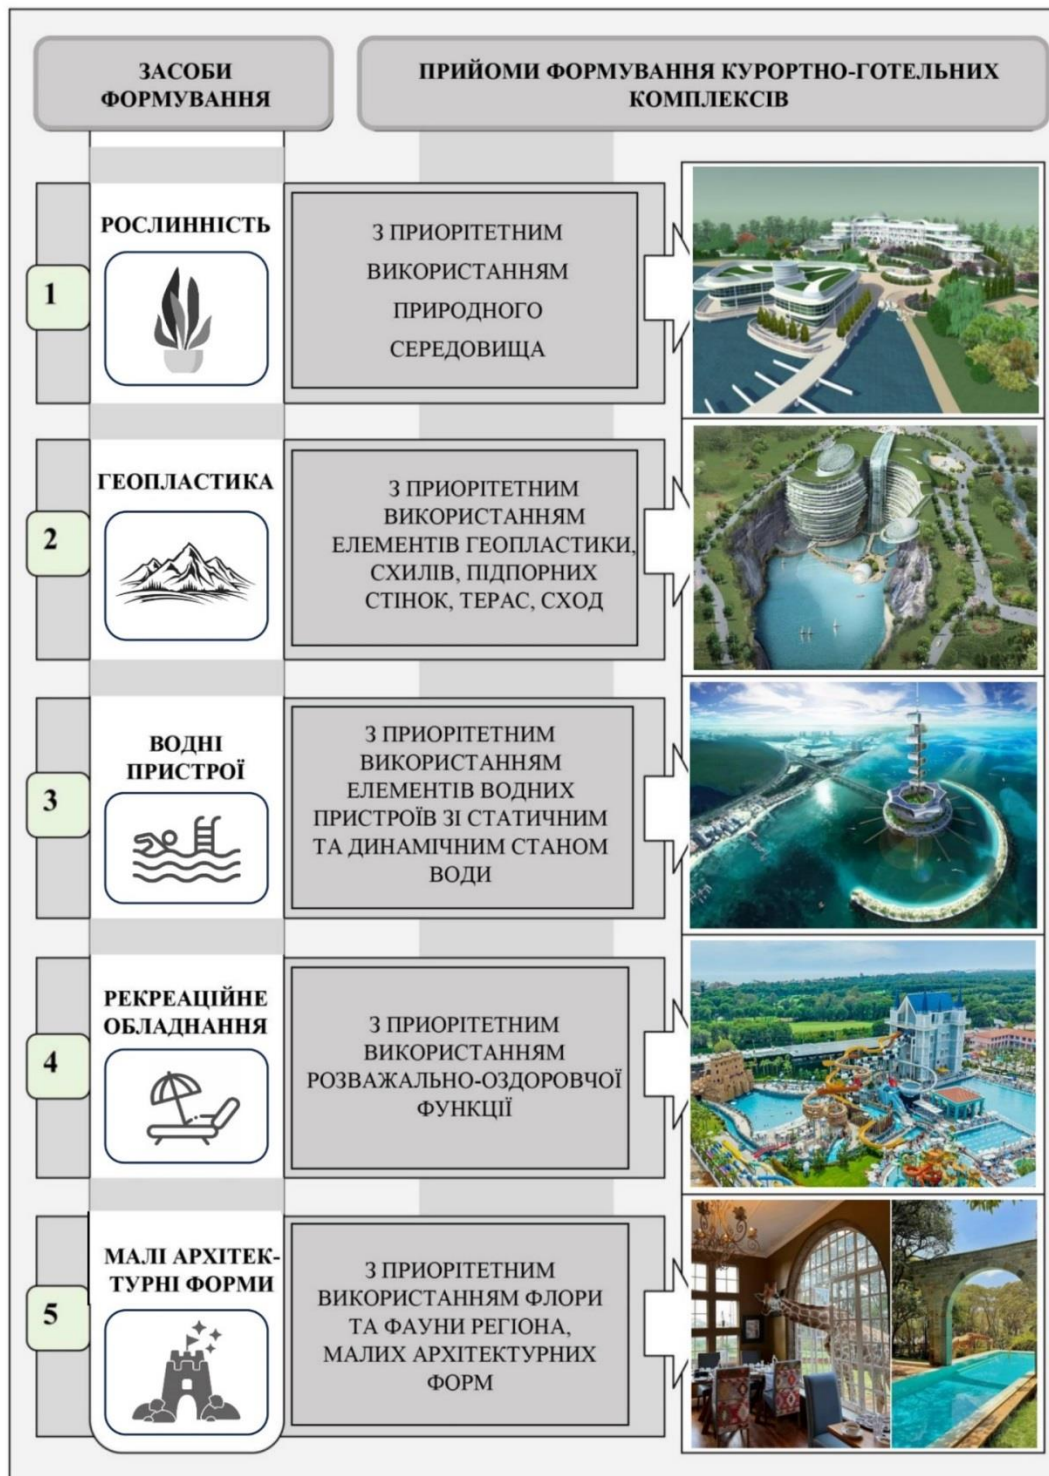 ЗАСОБИ
ФОРМУВАННЯ
ПРИЙОМИ ФОРМУВАННЯ КУРОРТНО-ГОТЕЛЬНИХ
КОМПЛЕКСІВ
1
РОСЛИННІСТЬ
З ПРИОРІТЕТНИМ
ВИКОРИСТАННЯМ
ПРИРОДНОГО
СЕРЕДОВИЩА
2
ГЕОПЛАСТИКА
З ПРИОРІТЕТНИМ
ВИКОРИСТАННЯМ
ЕЛЕМЕНТІВ ГЕОПЛАСТИКИ,
СХИЛІВ, ПІДПОРНИХ
СТІНОК, ТЕРАС, СХОД
3
ВОДНІ
ПРИСТРОЇ
З ПРИОРІТЕТНИМ
ВИКОРИСТАННЯМ
ЕЛЕМЕНТІВ ВОДНИХ
ПРИСТРОЇВ ЗІ СТАТИЧНИМ
ТА ДИНАМІЧНИМ СТАНОМ
ВОДИ
4
РЕКРЕАЦІЙНЕ
ОБЛАДНАННЯ
З ПРИОРІТЕТНИМ
ВИКОРИСТАННЯМ
РОЗВАЖАЛЬНО-ОЗДОРОВЧОЇ
ФУНКЦІЇ
5
МАЛІ АРХІТЕК-
ТУРНІ ФОРМИ
З ПРИОРІТЕТНИМ
ВИКОРИСТАННЯМ ФЛОРИ
ТА ФАУНИ РЕГІОНА,
МАЛИХ АРХІТЕКТУРНИХ
ФОРМ